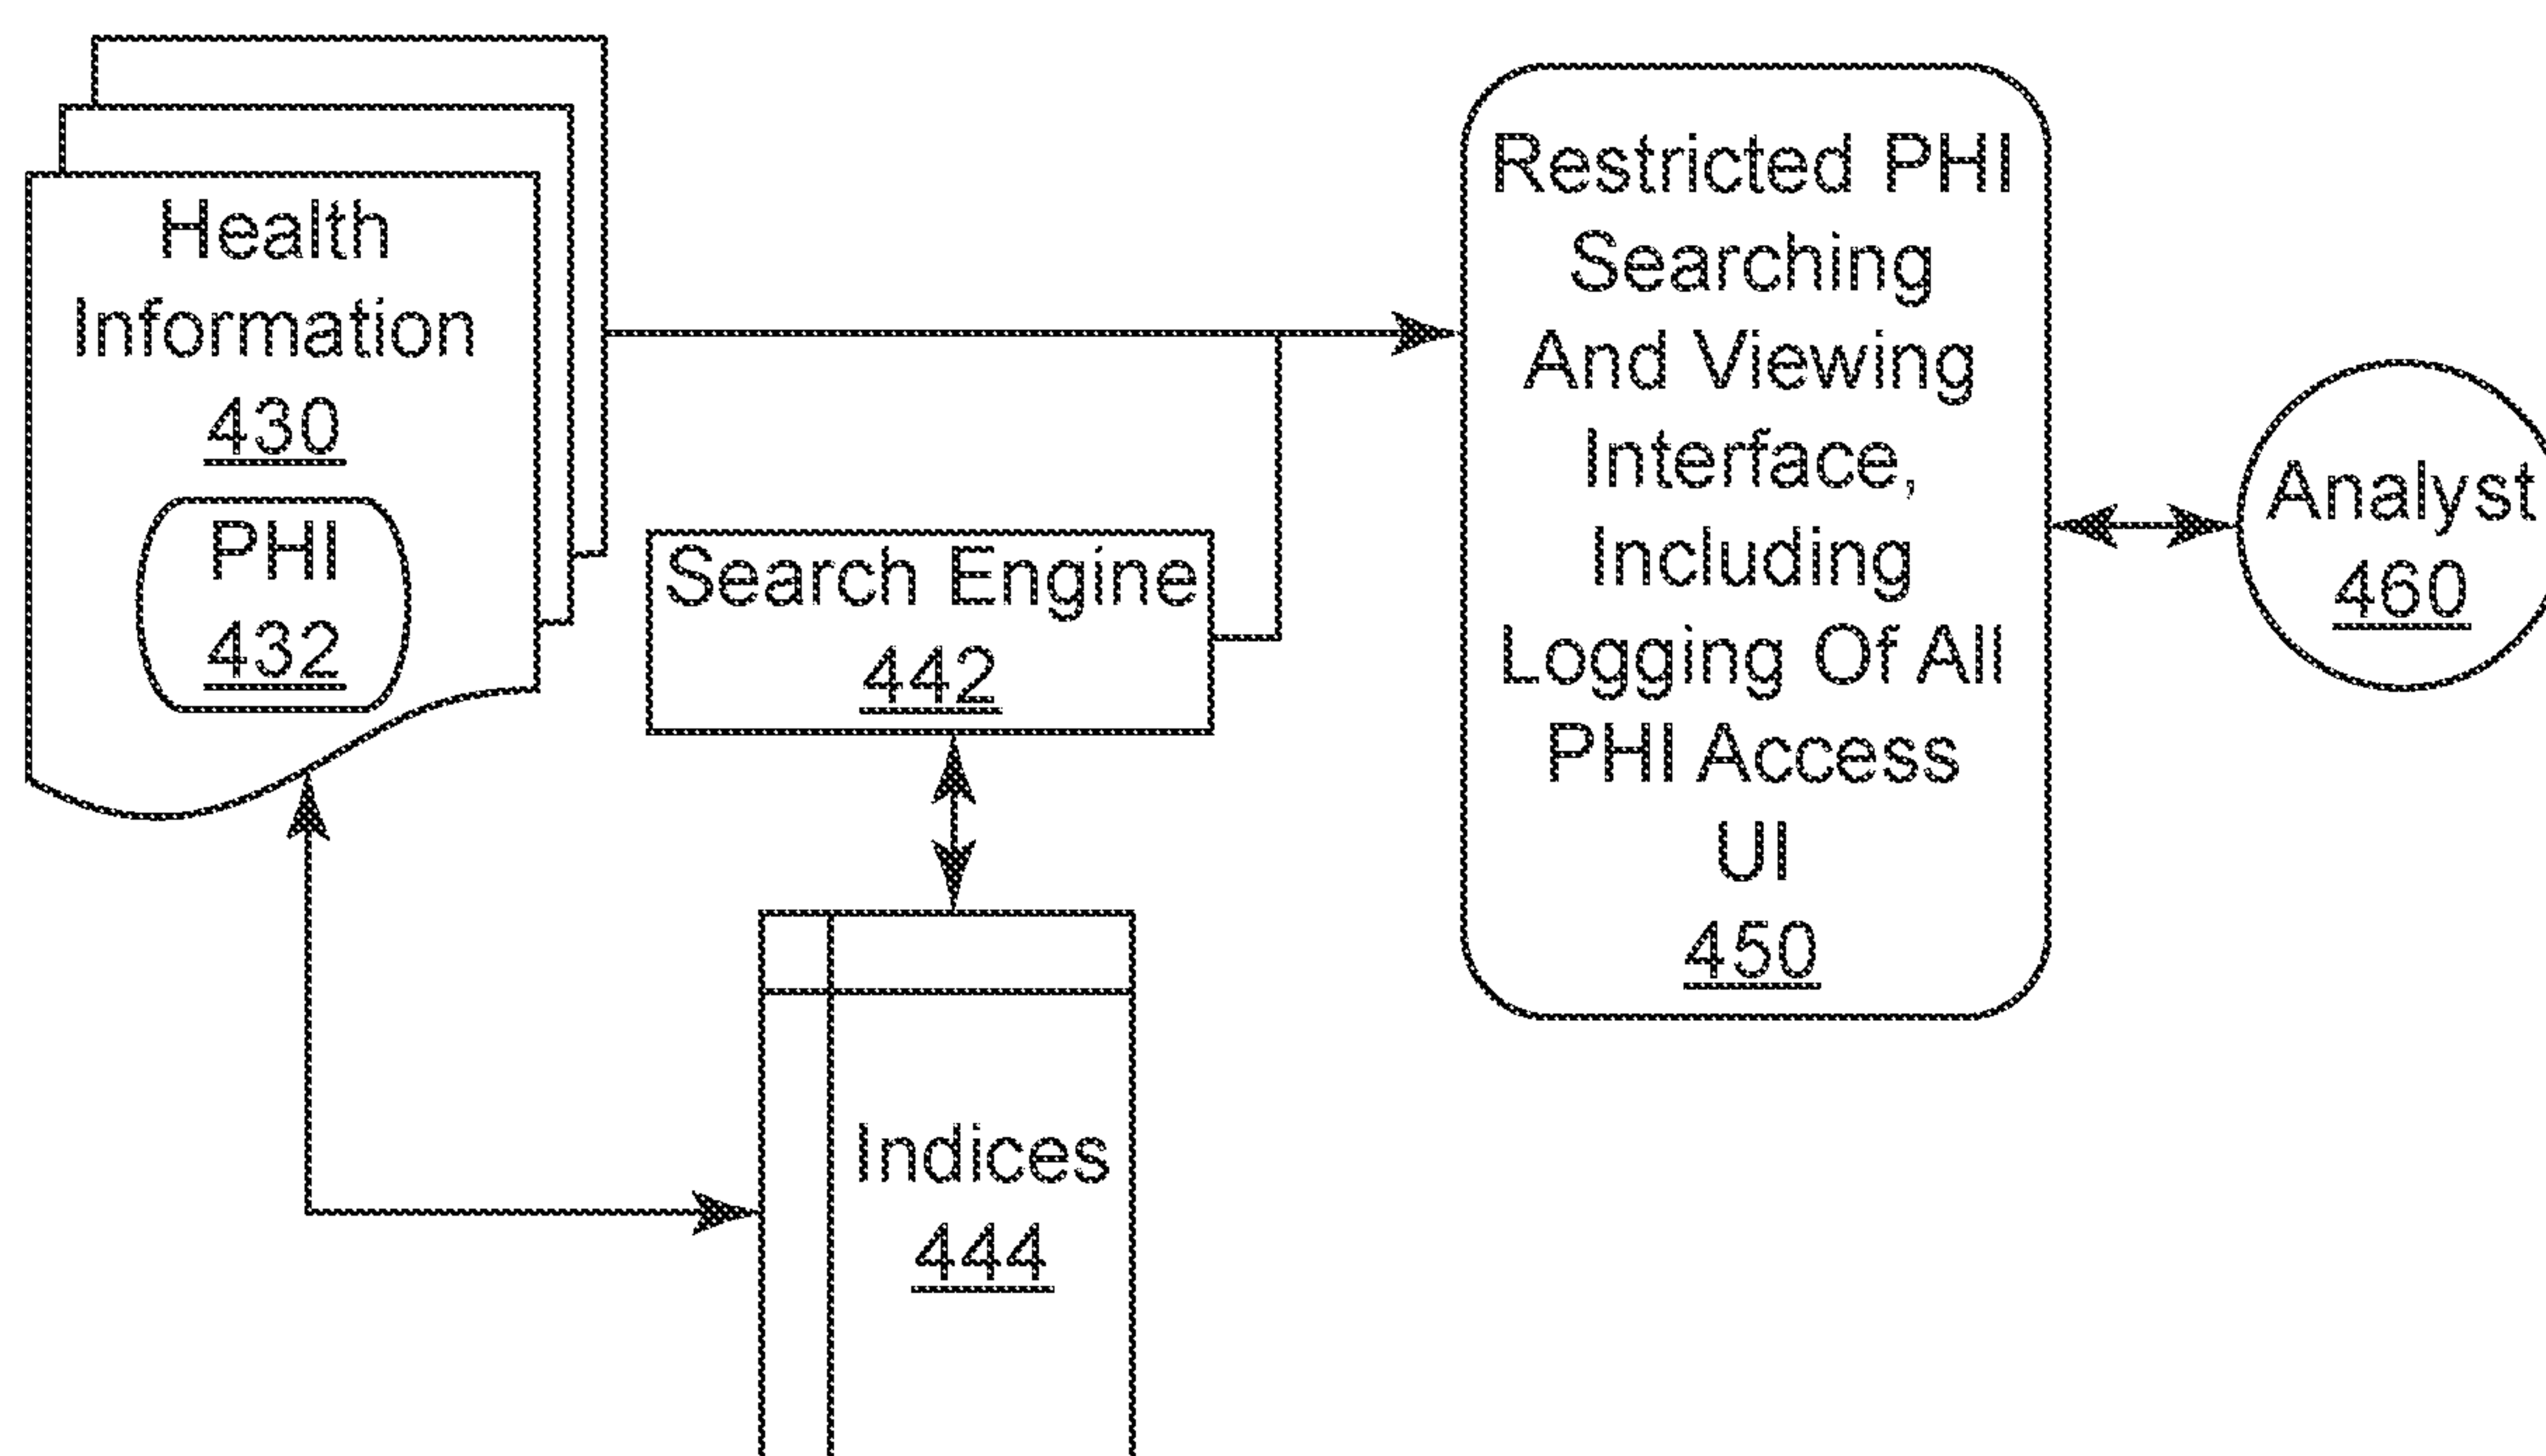 Health
Information
430
PHI
432
Search Engine
442
Indices
444
Restricted PHI
Searching
And Viewing
Interface,
Including
Logging Of All
PHI Access
UI
450
Analyst
460